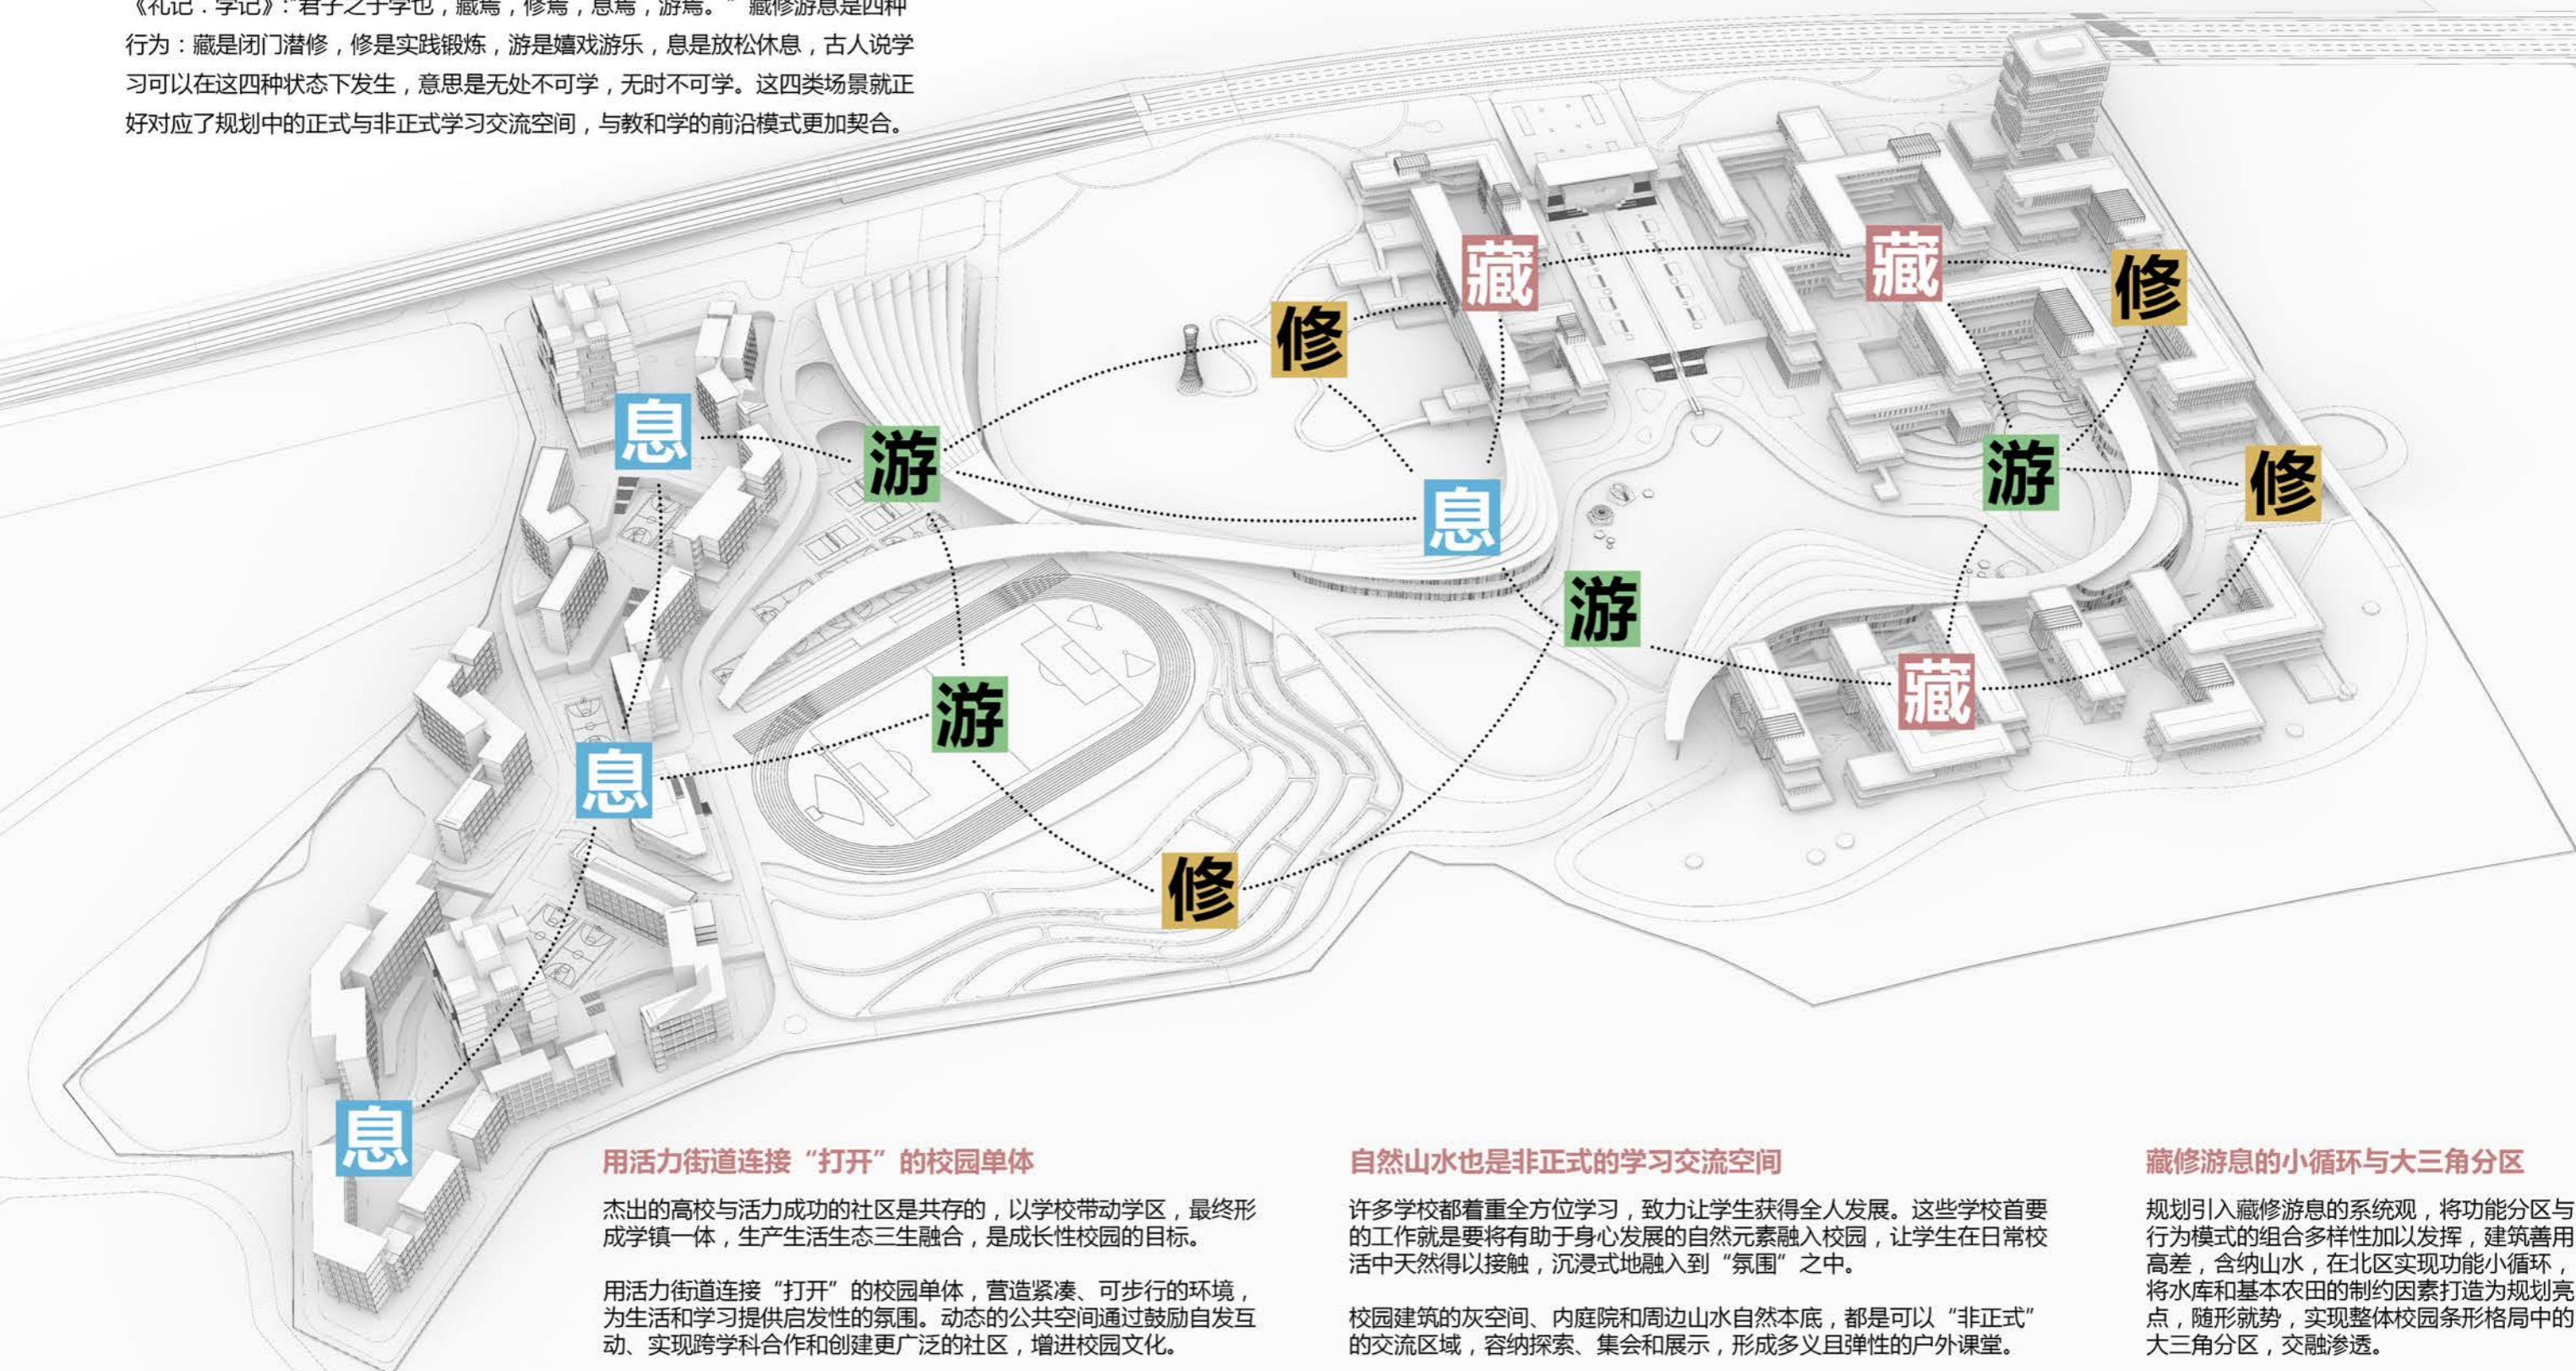 《礼记．学记》：“君子之于学也，藏焉，修焉，息焉，游焉。”藏修游息是四种
行为：藏是闭门潜修，修是实践锻炼，游是嬉戏游乐，息是放松休息，古人说学
习可以在这四种状态下发生，意思是无处不可学，无时不可学。这四类场景就正
好对应了规划中的正式与非正式学习交流空间，与教和学的前沿模式更加契合。
藏
藏
修
修
息
游
游
修
息
游
藏
游
息
修
息
用活力街道连接“打开”的校园单体
杰出的高校与活力成功的社区是共存的，以学校带动学区，最终形
成学镇一体，生产生活生态三生融合，是成长性校园的目标。
用活力街道连接“打开”的校园单体，营造紧凑、可步行的环境，
为生活和学习提供启发性的氛围。动态的公共空间通过鼓励自发互
动、实现跨学科合作和创建更广泛的社区，增进校园文化。
自然山水也是非正式的学习交流空间
许多学校都着重全方位学习，致力让学生获得全人发展。这些学校首要
的工作就是要将有助于身心发展的自然元素融入校园，让学生在日常校
活中天然得以接触，沉浸式地融入到“氛围”之中。
校园建筑的灰空间、内庭院和周边山水自然本底，都是可以“非正式”
的交流区域，容纳探索、集会和展示，形成多义且弹性的户外课堂。
藏修游息的小循环与大三角分区
规划引入藏修游息的系统观，将功能分区与
行为模式的组合多样性加以发挥，建筑善用
高差，含纳山水，在北区实现功能小循环，
将水库和基本农田的制约因素打造为规划亮
点，随形就势，实现整体校园条形格局中的
大三角分区，交融渗透。